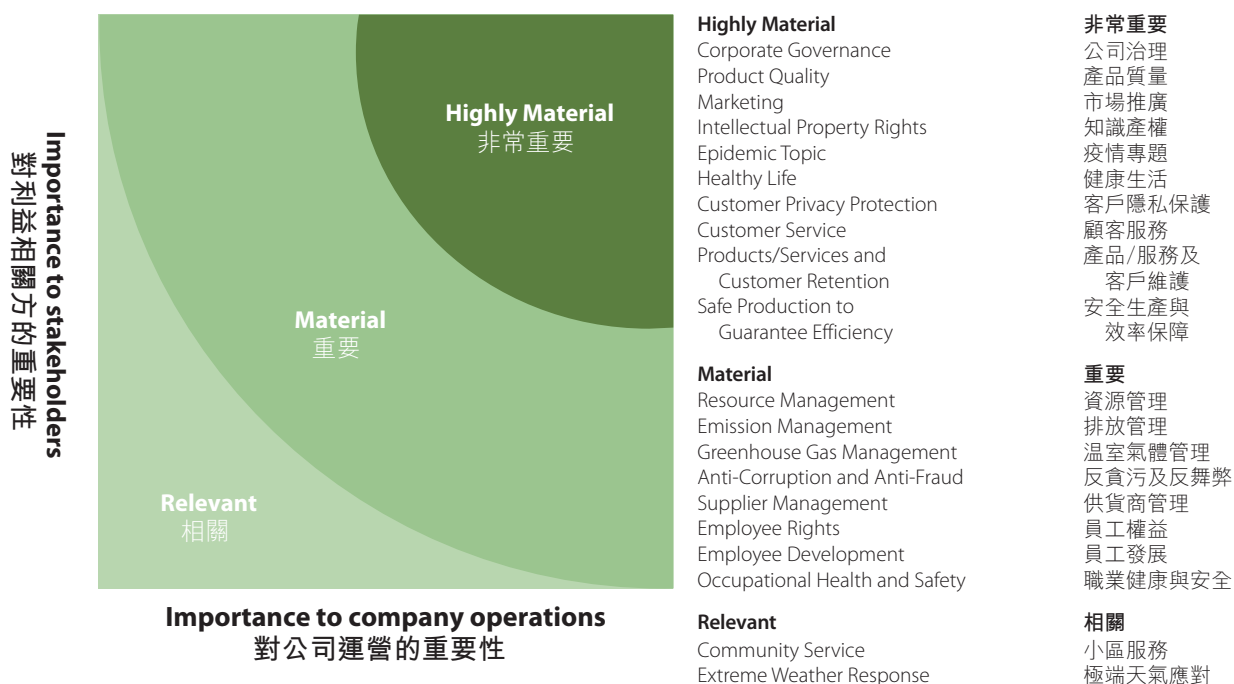 Importance to stakeholders
對利益相關方的重要性
Highly Material
非常重要
Material
重要
Relevant
相關
Importance to company operations
對公司運營的重要性
Highly Material
Corporate Governance
Product Quality
Marketing
Intellectual Property Rights
Epidemic Topic
Healthy Life
Customer Privacy Protection
Customer Service
Products/Services and
Customer Retention
Safe Production to
Guarantee Efficiency
Material
Resource Management
Emission Management
Greenhouse Gas Management
Anti-Corruption and Anti-Fraud
Supplier Management
Employee Rights
Employee Development
Occupational Health and Safety
Relevant
Community Service
Extreme Weather Response
非常重要
公司治理
產品質量
市場推廣
知識產權
疫情專題
健康生活
客戶隱私保護
顧客服務
產品/服務及
客戶維護
安全生產與
效率保障
重要
資源管理
排放管理
溫室氣體管理
反貪污及反舞弊
供貨商管理
員工權益
員工發展
職業健康與安全
相關
小區服務
極端天氣應對